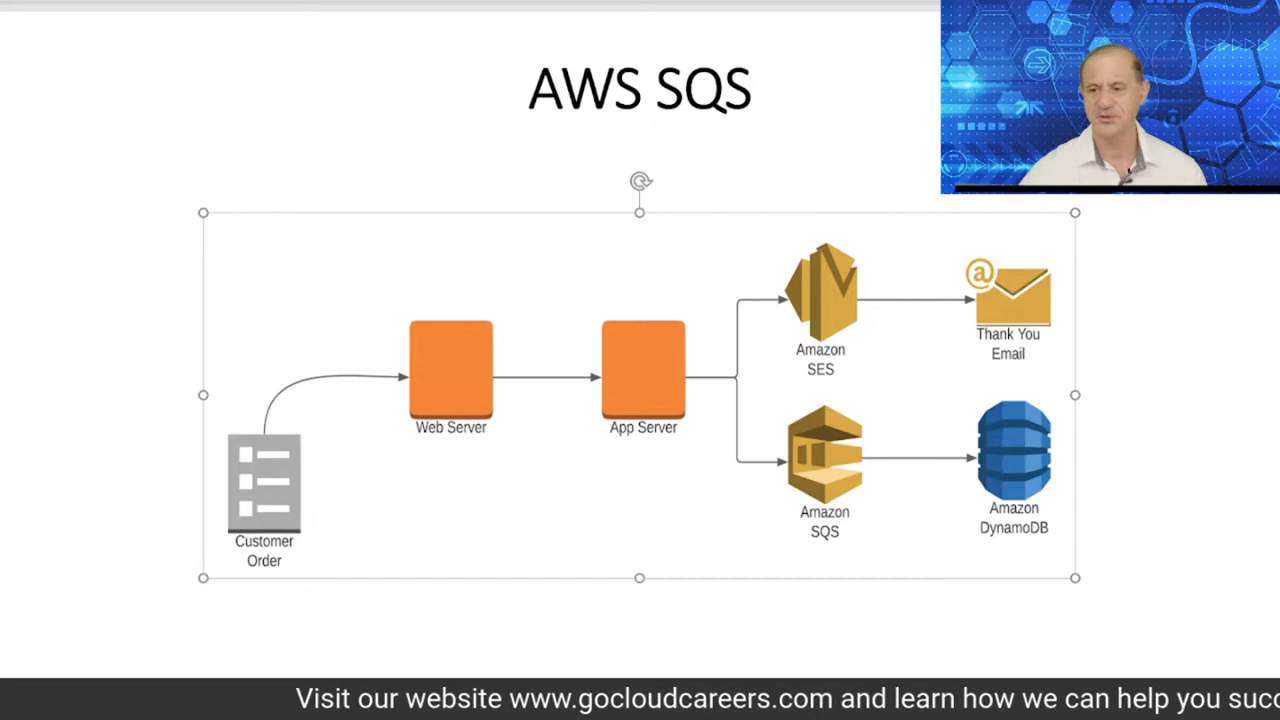 AWS SQS
Amazon
SES
@
Thank You
Email
Web Server
App Server
Amazon
SQS
Amazon
DynamoDB
Customer
Order
Visit our website www.gocloudcareers.com and learn how we can help you succ